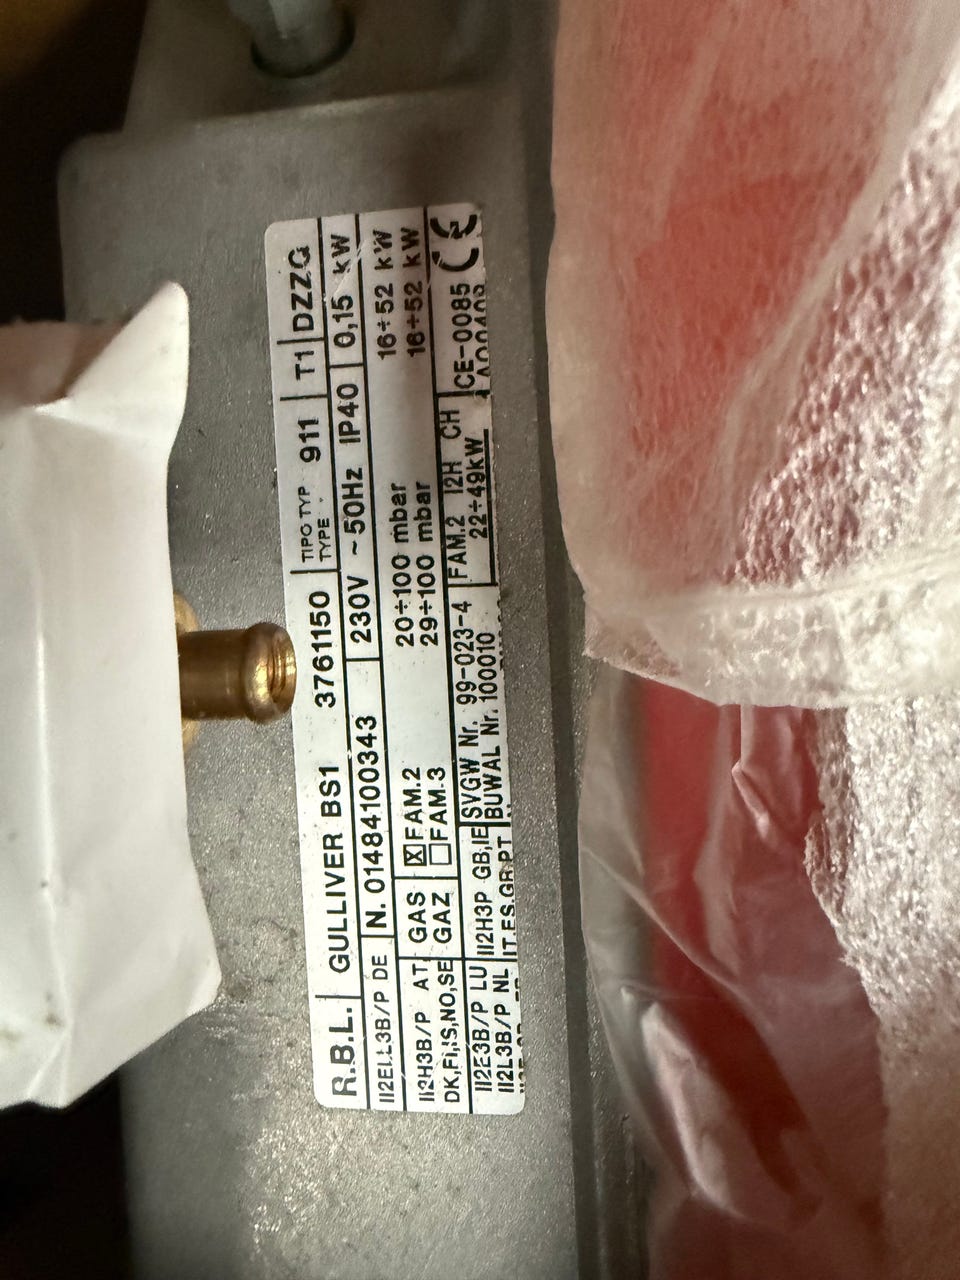 R.B.L. GULLIVER BS1 3761150 TIPO TYP TYPE 911 T1 DZZG
II2ELL3B/P DE N. 01484100343 230V ~ 50Hz IP40 0,15 kW
II2H3B/P AT GAS X FAM.2 20÷100 mbar 16÷52 kW
DK,FI,IS,NO,SE GAZ FAM.3 29÷100 mbar 16÷52 kW
II2E3B/P LU II2H3P GB,IE SVGW Nr. 99-023-4 FAM.2 I2H CH CE-0085 CE
II2L3B/P NL IT.ES.GR.PT BUWAL Nr. 100010 22÷49kW